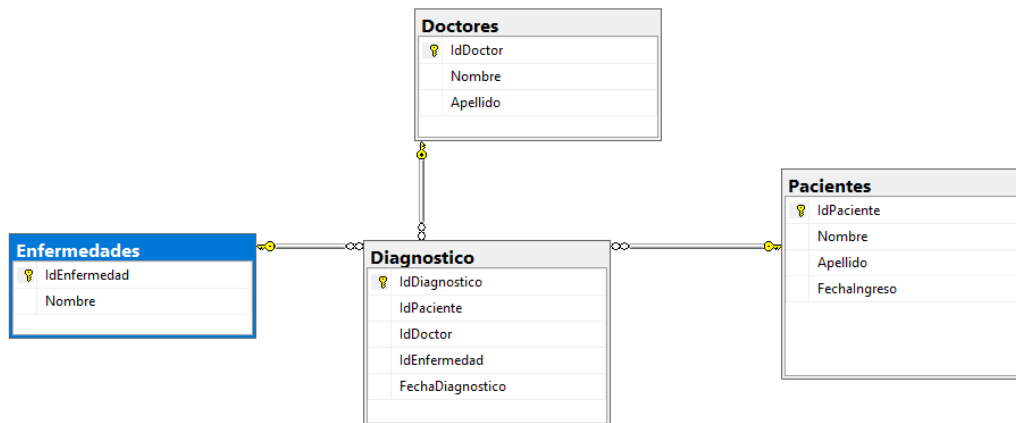 Doctores
IdDoctor
Nombre
Apellido
Enfermedades
IdEnfermedad
Nombre
Diagnostico
IdDiagnostico
IdPaciente
IdDoctor
IdEnfermedad
FechaDiagnostico
Pacientes
IdPaciente
Nombre
Apellido
FechaIngreso